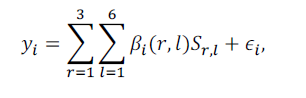 $$y_i = \sum_{r=1}^{3} \sum_{l=1}^{6} \beta_i(r, l) S_{r,l} + \epsilon_i,$$